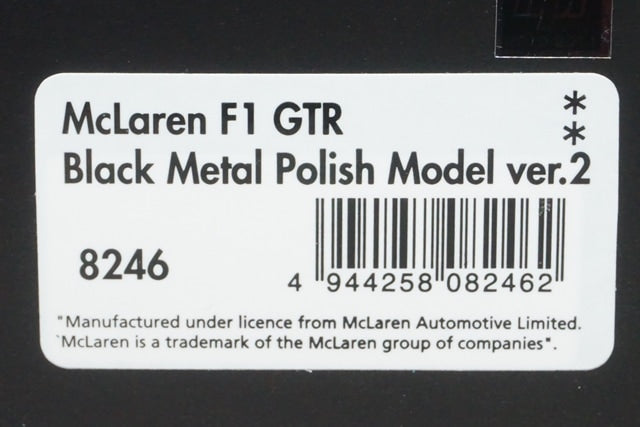 McLaren F1 GTR *
*
Black Metal Polish Model ver.2
8246
4 944258 082462
"Manufactured under licence from McLaren Automotive Limited.
`McLaren is a trademark of the McLaren group of companies".